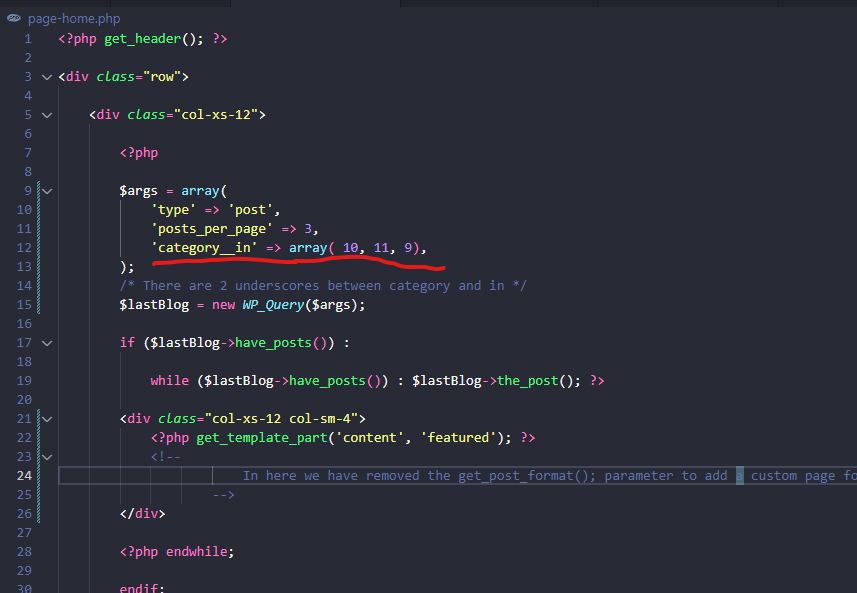 page-home.php
1 <?php get_header(); ?>
2
3 <div class="row">
4
5 <div class="col-xs-12">
6
7 <?php
8
9 $args = array(
10 'type' => 'post',
11 'posts_per_page' => 3,
12 'category__in' => array( 10, 11, 9),
13 );
14 /* There are 2 underscores between category and in */
15 $lastBlog = new WP_Query($args);
16
17 if ($lastBlog->have_posts()) :
18
19 while ($lastBlog->have_posts()) : $lastBlog->the_post(); ?>
20
21 <div class="col-xs-12 col-sm-4">
22 <?php get_template_part('content', 'featured'); ?>
23 <!--
24 In here we have removed the get_post_format(); parameter to add a custom page fo
25 -->
26 </div>
27
28 <?php endwhile;
29
30 endif;